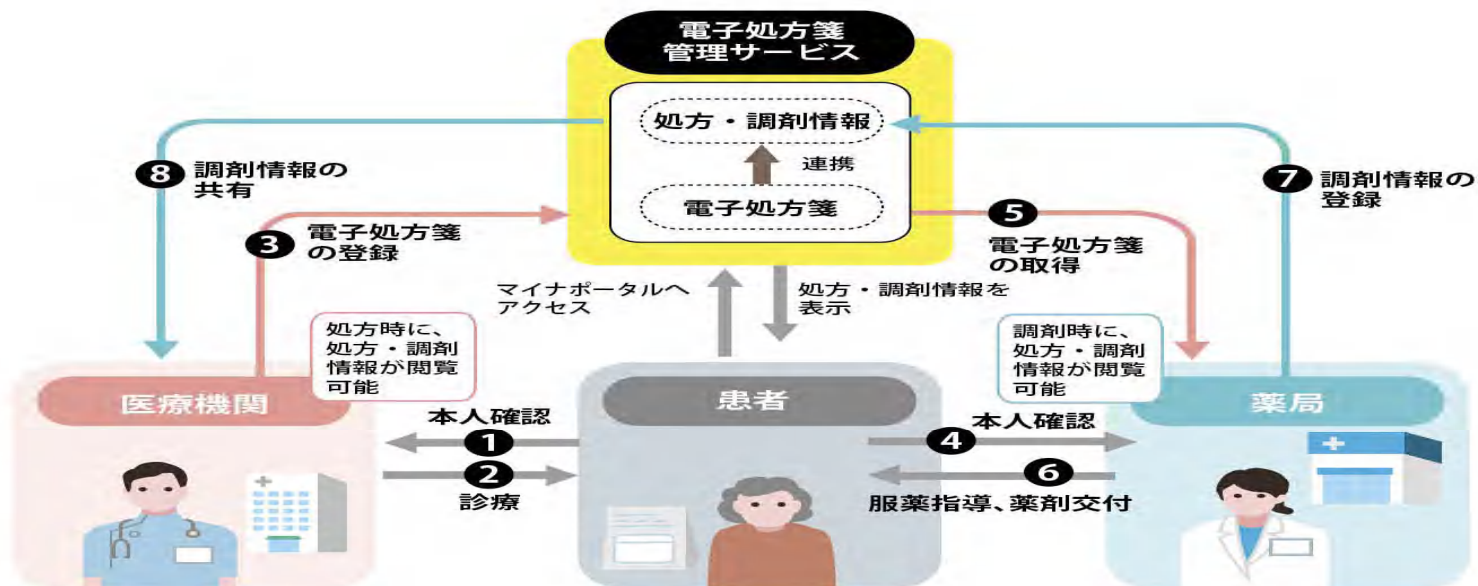 電子処方箋
管理サービス
処方・調剤情報
連携
電子処方箋
8 調剤情報の
共有
3 電子処方箋
の登録
5
電子処方箋
の取得
7 調剤情報の
登録
マイナポータルへ
アクセス
処方・調剤情報を
表示
処方時に、
処方・調剤
情報が閲覧
可能
調剤時に、
処方・調剤
情報が閲覧
可能
医療機関
患者
薬局
本人確認
1
2
診療
本人確認
4
6
服薬指導、薬剤交付